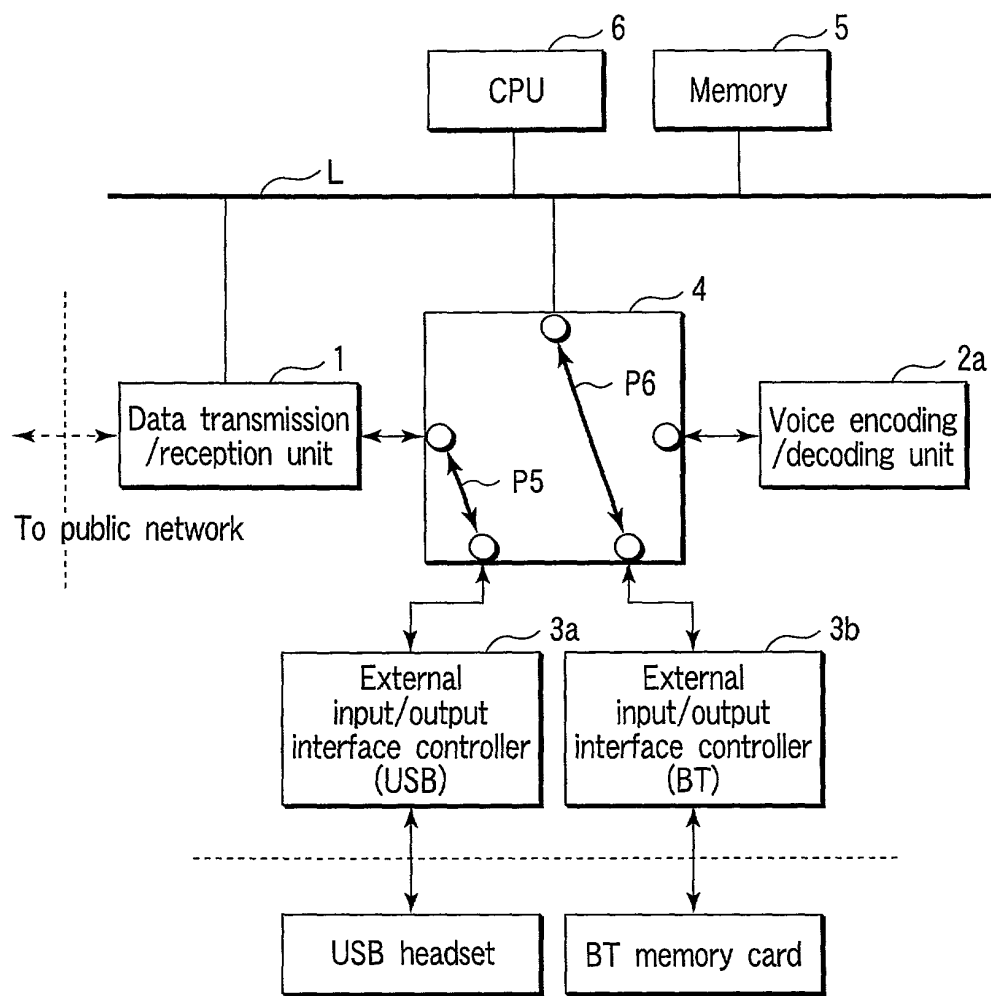 6
5
CPU
Memory
L
4
1
2a
Data transmission
/reception unit
P6
Voice encoding
/decoding unit
P5
To public network
3a
3b
External
input/output
interface controller
(USB)
External
input/output
interface controller
(BT)
USB headset
BT memory card